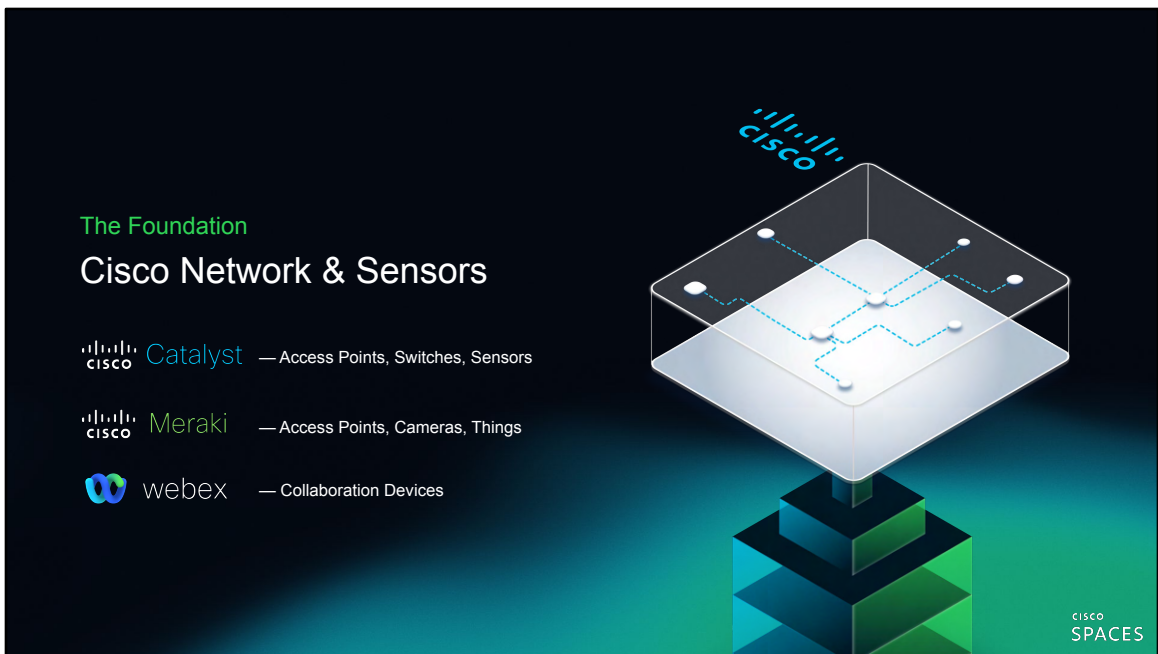 CISCO
The Foundation
Cisco Network & Sensors
CISCO Catalyst — Access Points, Switches, Sensors
CISCO Meraki — Access Points, Cameras, Things
webex — Collaboration Devices
CISCO
SPACES